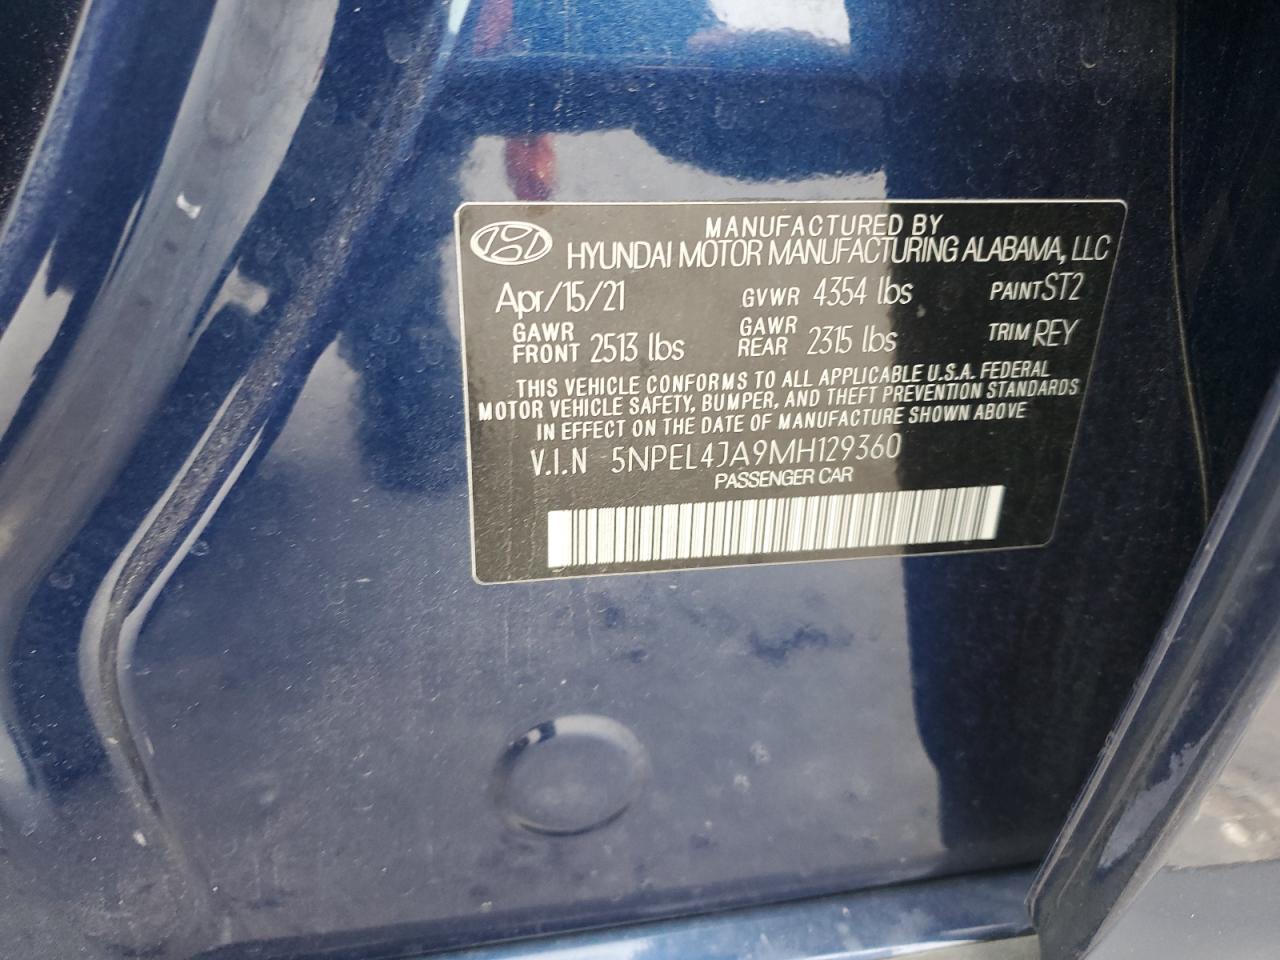 MANUFACTURED BY
HYUNDAI MOTOR MANUFACTURING ALABAMA, LLC
Apr/15/21 GVWR 4354 lbs PAINT ST2
GAWR FRONT 2513 lbs GAWR REAR 2315 lbs TRIM REY
THIS VEHICLE CONFORMS TO ALL APPLICABLE U.S.A. FEDERAL
MOTOR VEHICLE SAFETY, BUMPER, AND THEFT PREVENTION STANDARDS
IN EFFECT ON THE DATE OF MANUFACTURE SHOWN ABOVE
V.I.N 5NPEL4JA9MH129360
PASSENGER CAR